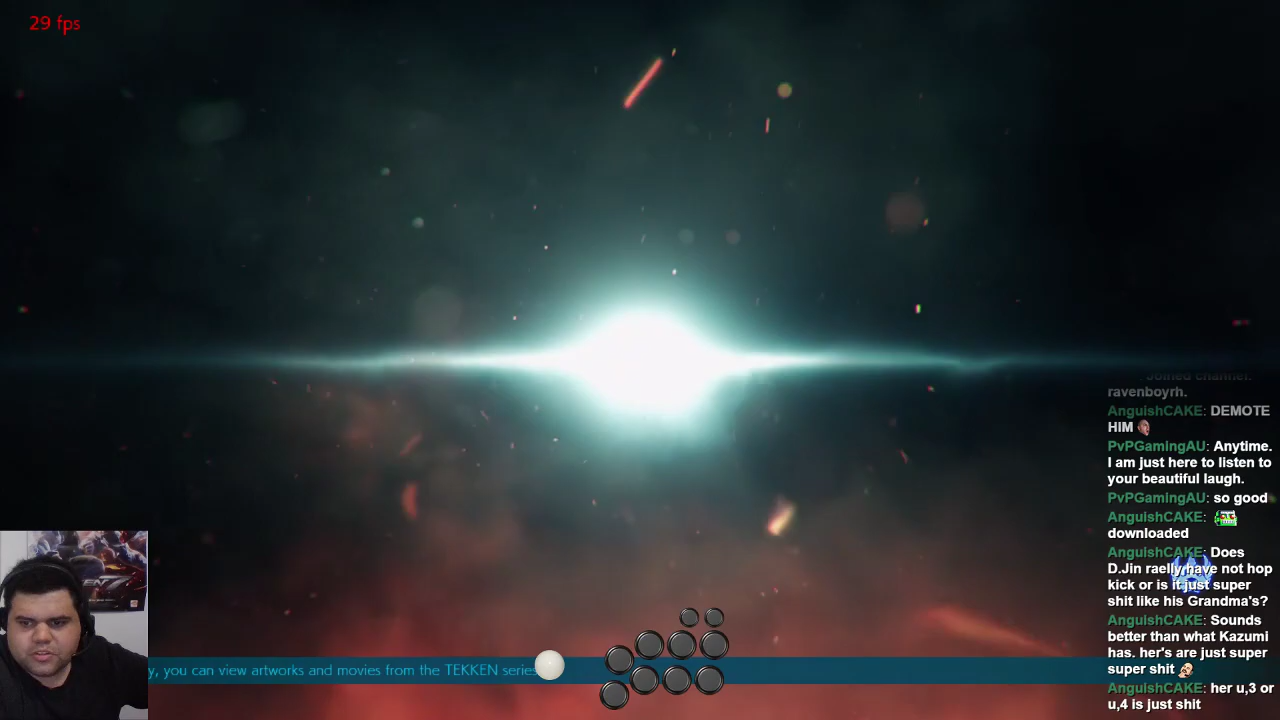 29 fps
Joined channel:
ravenboyrh.
AnguishCAKE: DEMOTE
HIM
PvPGamingAU: Anytime.
I am just here to listen to
your beautiful laugh.
PvPGamingAU: so good
AnguishCAKE:
downloaded
AnguishCAKE: Does
D.Jin raelly have not hop
kick or is it just super
shit like his Grandma's?
AnguishCAKE: Sounds
better than what Kazumi
has. her's are just super
super shit
AnguishCAKE: her u,3 or
u,4 is just shit
y, you can view artworks and movies from the TEKKEN series